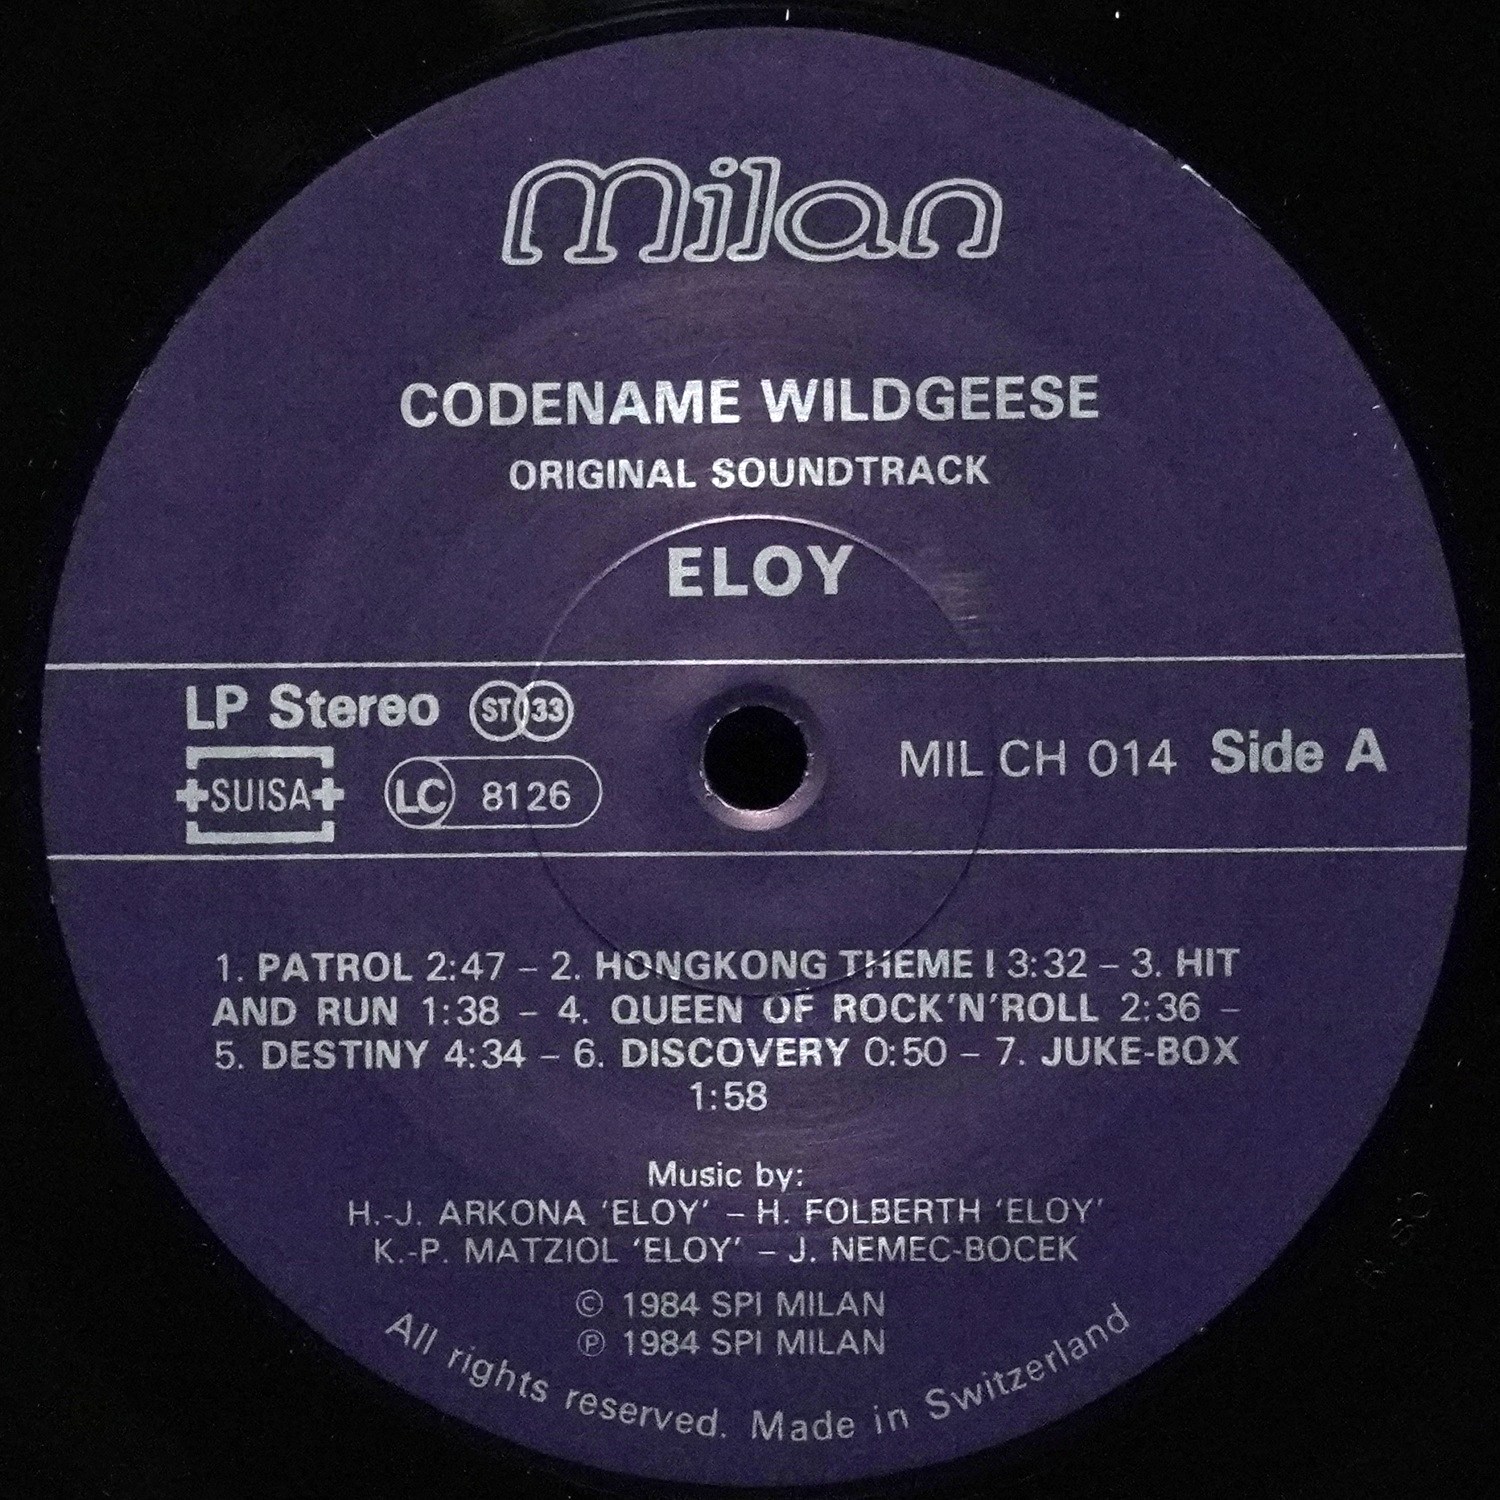 Milan
CODENAME WILDGEESE
ORIGINAL SOUNDTRACK
ELOY
LP Stereo ST 33
SUISA LC 8126
MIL CH 014 Side A
1. PATROL 2:47 – 2. HONGKONG THEME I 3:32 – 3. HIT
AND RUN 1:38 – 4. QUEEN OF ROCK'N'ROLL 2:36 –
5. DESTINY 4:34 – 6. DISCOVERY 0:50 – 7. JUKE-BOX
1:58
Music by:
H.-J. ARKONA 'ELOY' – H. FOLBERTH 'ELOY'
K.-P. MATZIOL 'ELOY' – J. NEMEC-BOCEK
© 1984 SPI MILAN
℗ 1984 SPI MILAN
All rights reserved. Made in Switzerland